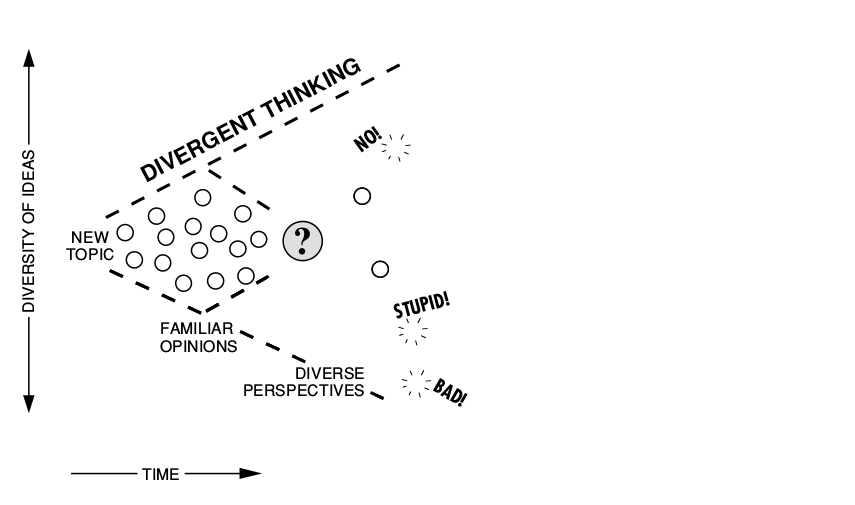 DIVERGENT THINKING
NO!
DIVERSITY OF IDEAS
NEW
TOPIC
?
STUPID!
FAMILIAR
OPINIONS
DIVERSE
PERSPECTIVES
BAD!
TIME